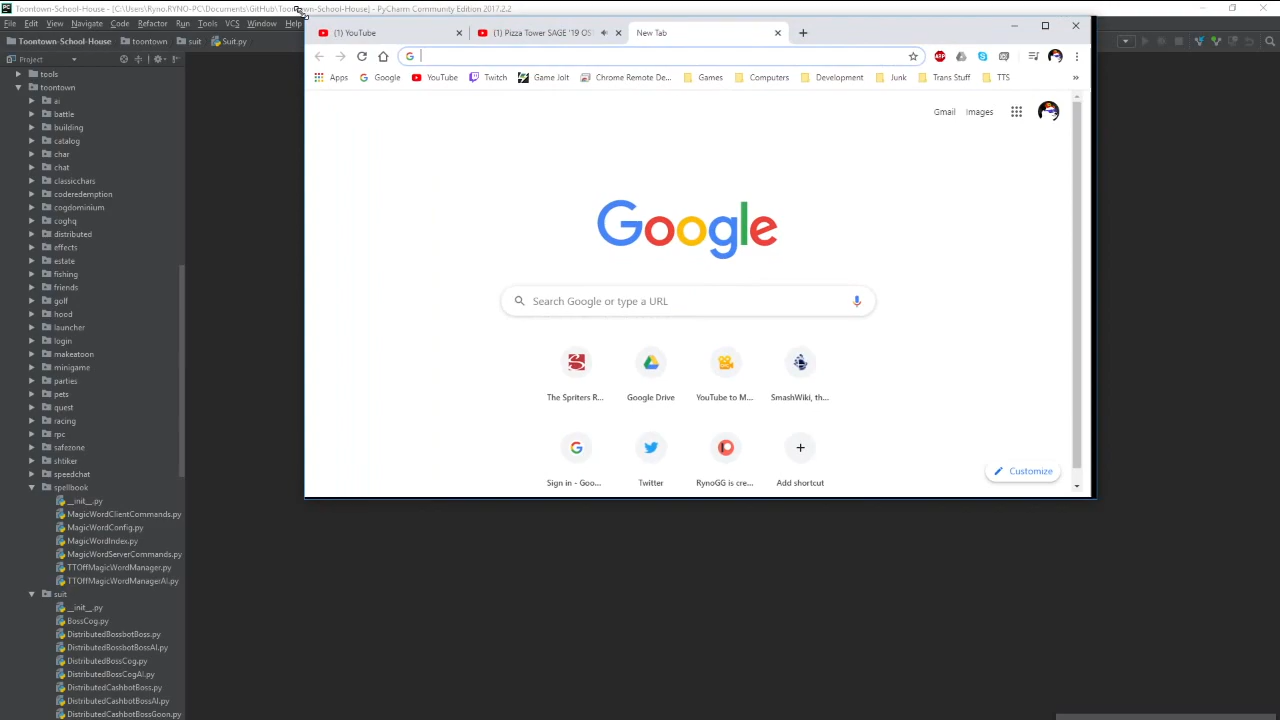 Toontown-School-House - [C:\Users\Ryno.RYNO-PC\Documents\GitHub\Toontown-School-House] - PyCharm Community Edition 2017.2.2
File Edit View Navigate Code Refactor Run Tools VCS Window Help
Toontown-School-House toontown suit Suit.py
Project
tools
toontown
ai
battle
building
catalog
char
chat
classicchars
coderedemption
cogdominium
coghq
distributed
effects
estate
fishing
friends
golf
hood
launcher
login
makeatoon
minigame
parties
pets
quest
racing
rpc
safezone
shtiker
speedchat
spellbook
__init__.py
MagicWordClientCommands.py
MagicWordConfig.py
MagicWordIndex.py
MagicWordServerCommands.py
TTOffMagicWordManager.py
TTOffMagicWordManagerAI.py
suit
__init__.py
BossCog.py
DistributedBossbotBoss.py
DistributedBossbotBossAI.py
DistributedBossCog.py
DistributedBossCogAI.py
DistributedCashbotBoss.py
DistributedCashbotBossAI.py
DistributedCashbotBossGoon.py
(1) YouTube (1) Pizza Tower SAGE '19 OS New Tab
Apps Google YouTube Twitch Game Jolt Chrome Remote De... Games Computers Development Junk Trans Stuff TTS »
Gmail Images
Google
Search Google or type a URL
The Spriters R... Google Drive YouTube to M... SmashWiki, th...
Sign in - Goo... Twitter RynoGG is cre... Add shortcut
Customize